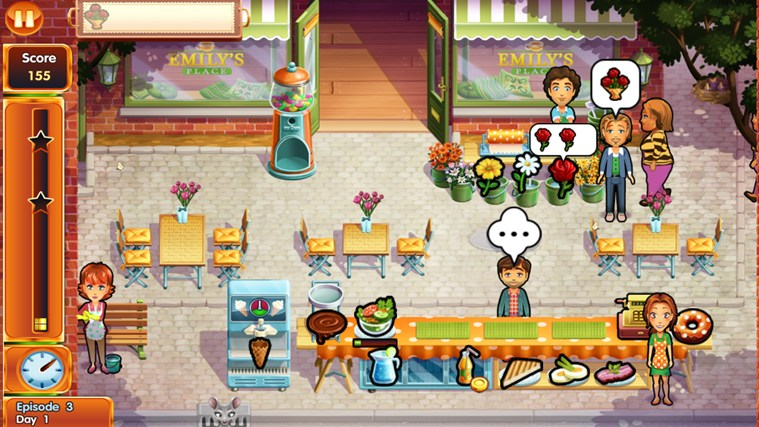 Score
155
EMILY'S
PLACE
EMILY'S
PLACE
Episode 3
Day 1